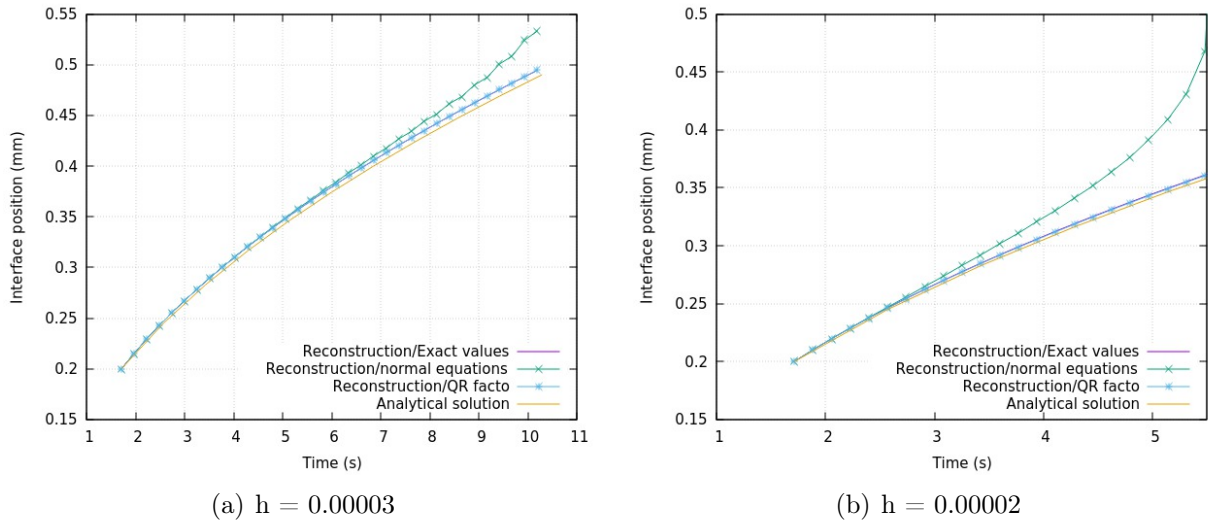 0.55
0.5
0.45
0.4
0.35
0.3
0.25
0.2
0.15
Interface position (mm)
Reconstruction/Exact values
Reconstruction/normal equations
Reconstruction/QR facto
Analytical solution
1 2 3 4 5 6 7 8 9 10 11
Time (s)
(a) h = 0.00003
0.5
0.45
0.4
0.35
0.3
0.25
0.2
0.15
Interface position (mm)
Reconstruction/Exact values
Reconstruction/normal equations
Reconstruction/QR facto
Analytical solution
1 2 3 4 5
Time (s)
(b) h = 0.00002